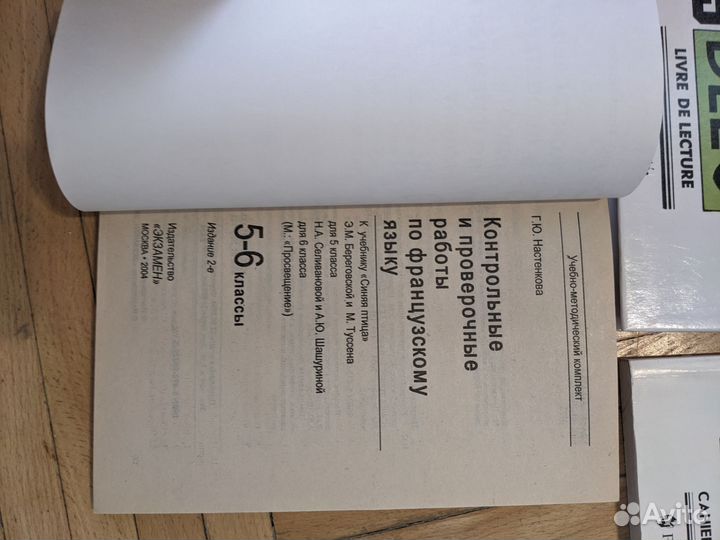 Учебно-методический комплект
Г.Ю. Настенкова
Контрольные
и проверочные
работы
по французскому
языку
К учебнику «Синяя птица»
Э.М. Береговской и М. Туссена
для 5 класса
Н.А. Селивановой и А.Ю. Шашуриной
для 6 класса
(М.: «Просвещение»)
5-6 классы
Издание 2-е
Издательство
«ЭКЗАМЕН»
МОСКВА • 2004
LIVRE DE LECTURE
CAHIER
Avito